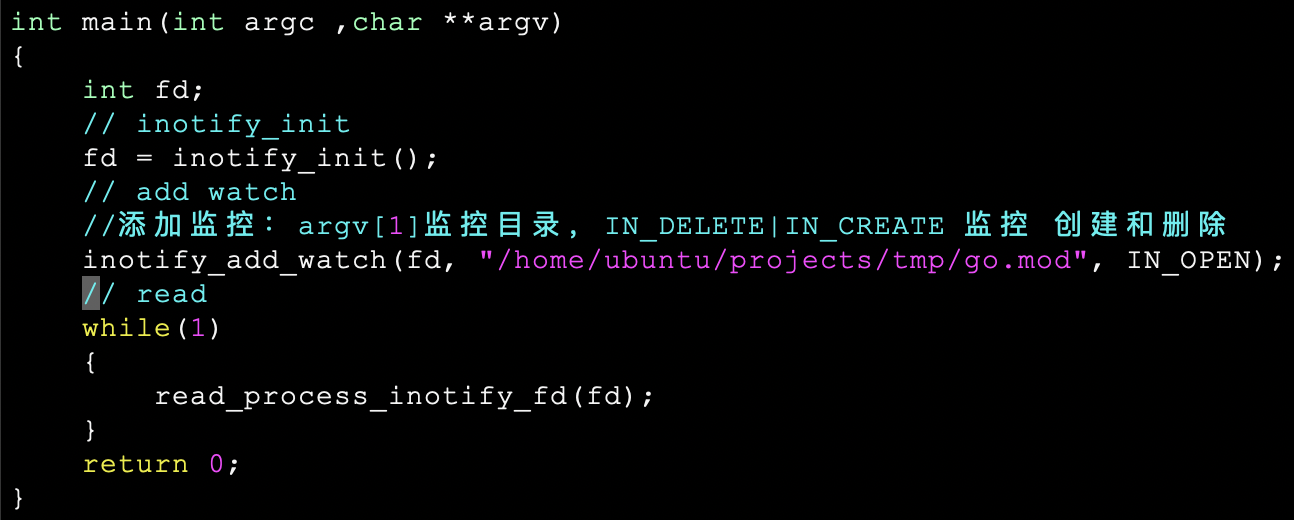 int main(int argc ,char **argv)
{
    int fd;
    // inotify_init
    fd = inotify_init();
    // add watch
    //添加监控：argv[1]监控目录，IN_DELETE|IN_CREATE 监控 创建和删除
    inotify_add_watch(fd, "/home/ubuntu/projects/tmp/go.mod", IN_OPEN);
    // read
    while(1)
    {
        read_process_inotify_fd(fd);
    }
    return 0;
}